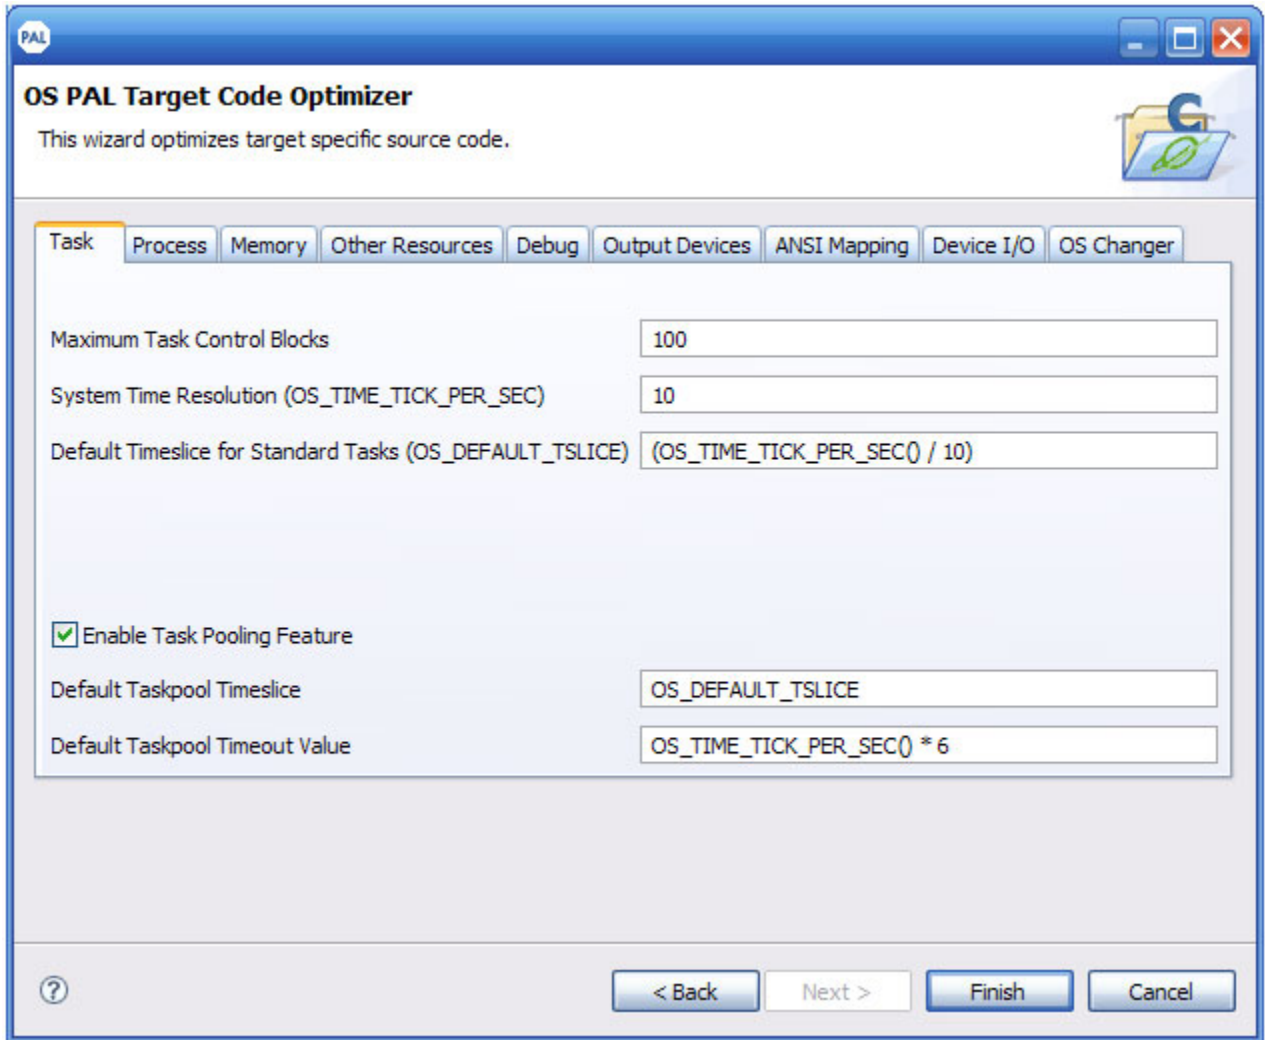 PAL
OS PAL Target Code Optimizer
This wizard optimizes target specific source code.
C
Task Process Memory Other Resources Debug Output Devices ANSI Mapping Device I/O OS Changer
Maximum Task Control Blocks 100
System Time Resolution (OS_TIME_TICK_PER_SEC) 10
Default Timeslice for Standard Tasks (OS_DEFAULT_TSLICE) (OS_TIME_TICK_PER_SEC() / 10)
Enable Task Pooling Feature
Default Taskpool Timeslice OS_DEFAULT_TSLICE
Default Taskpool Timeout Value OS_TIME_TICK_PER_SEC() * 6
? < Back Next > Finish Cancel